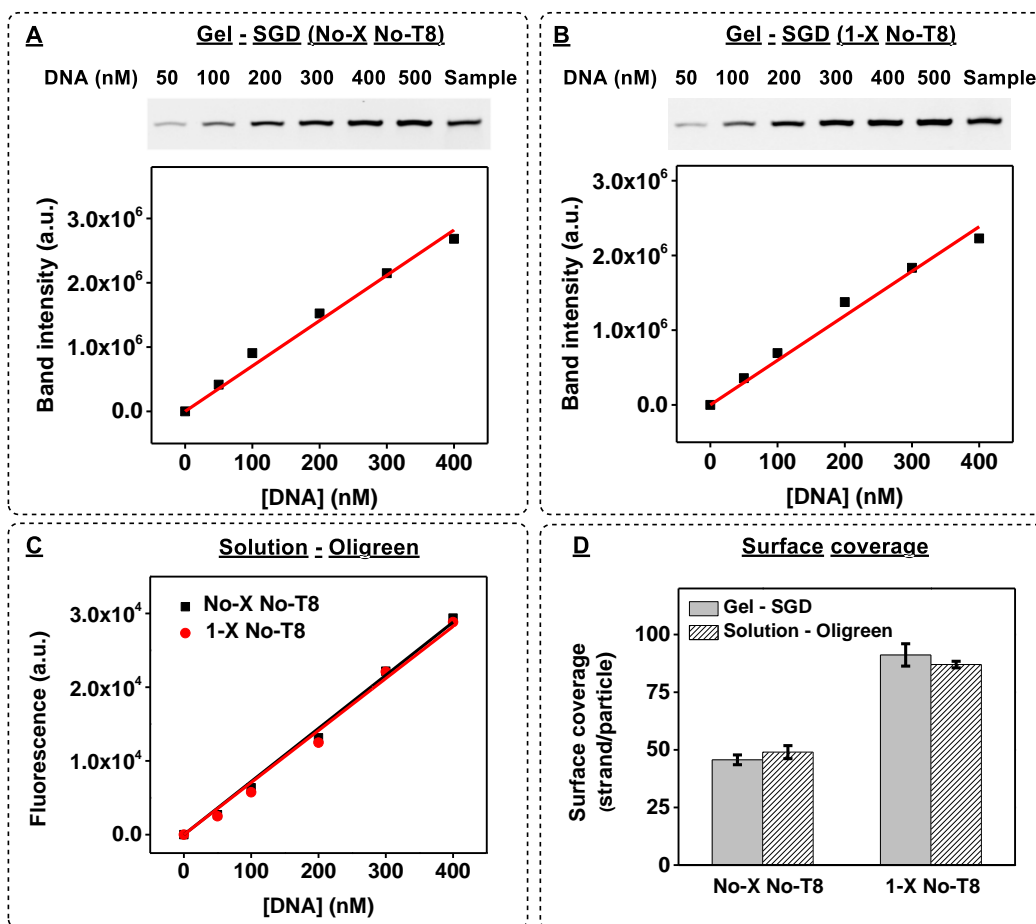 A
Gel - SGD (No-X No-T8)
DNA (nM) 50 100 200 300 400 500 Sample
Band intensity (a.u.)
3.0x10⁶
2.0x10⁶
1.0x10⁶
0.0
0 100 200 300 400
[DNA] (nM)
B
Gel - SGD (1-X No-T8)
DNA (nM) 50 100 200 300 400 500 Sample
Band intensity (a.u.)
3.0x10⁶
2.0x10⁶
1.0x10⁶
0.0
0 100 200 300 400
[DNA] (nM)
C
Solution - Oligreen
No-X No-T8
1-X No-T8
Fluorescence (a.u.)
3.0x10⁴
2.0x10⁴
1.0x10⁴
0.0
0 100 200 300 400
[DNA] (nM)
D
Surface coverage
Gel - SGD
Solution - Oligreen
Surface coverage
(strand/particle)
100
75
50
25
0
No-X No-T8 1-X No-T8